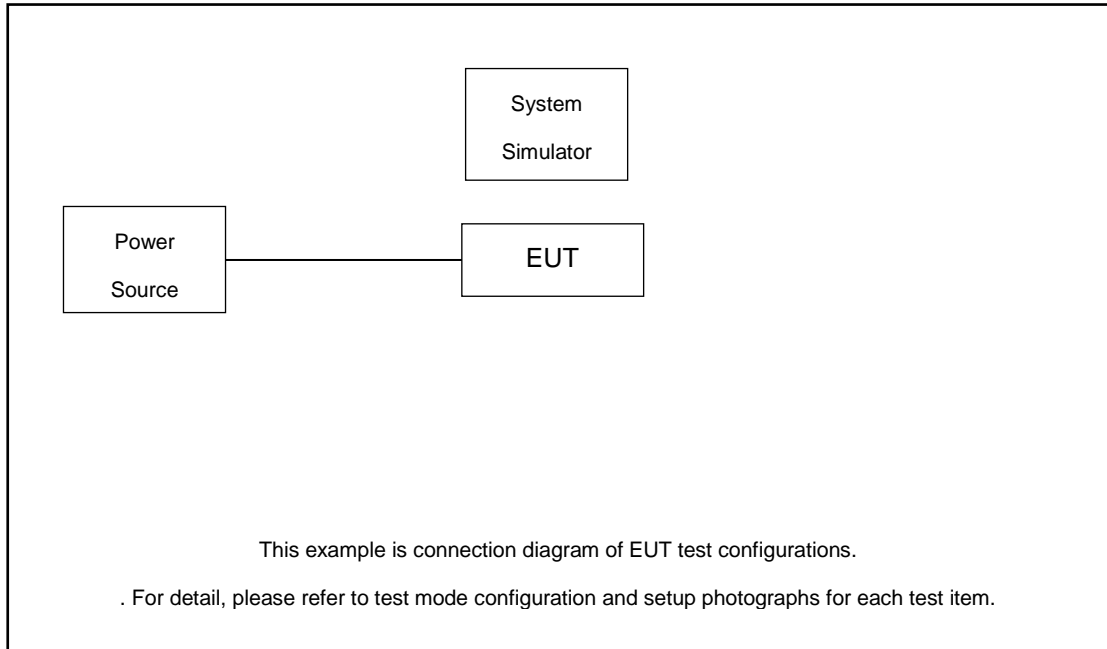 System
Simulator
Power
Source
EUT
This example is connection diagram of EUT test configurations.
. For detail, please refer to test mode configuration and setup photographs for each test item.